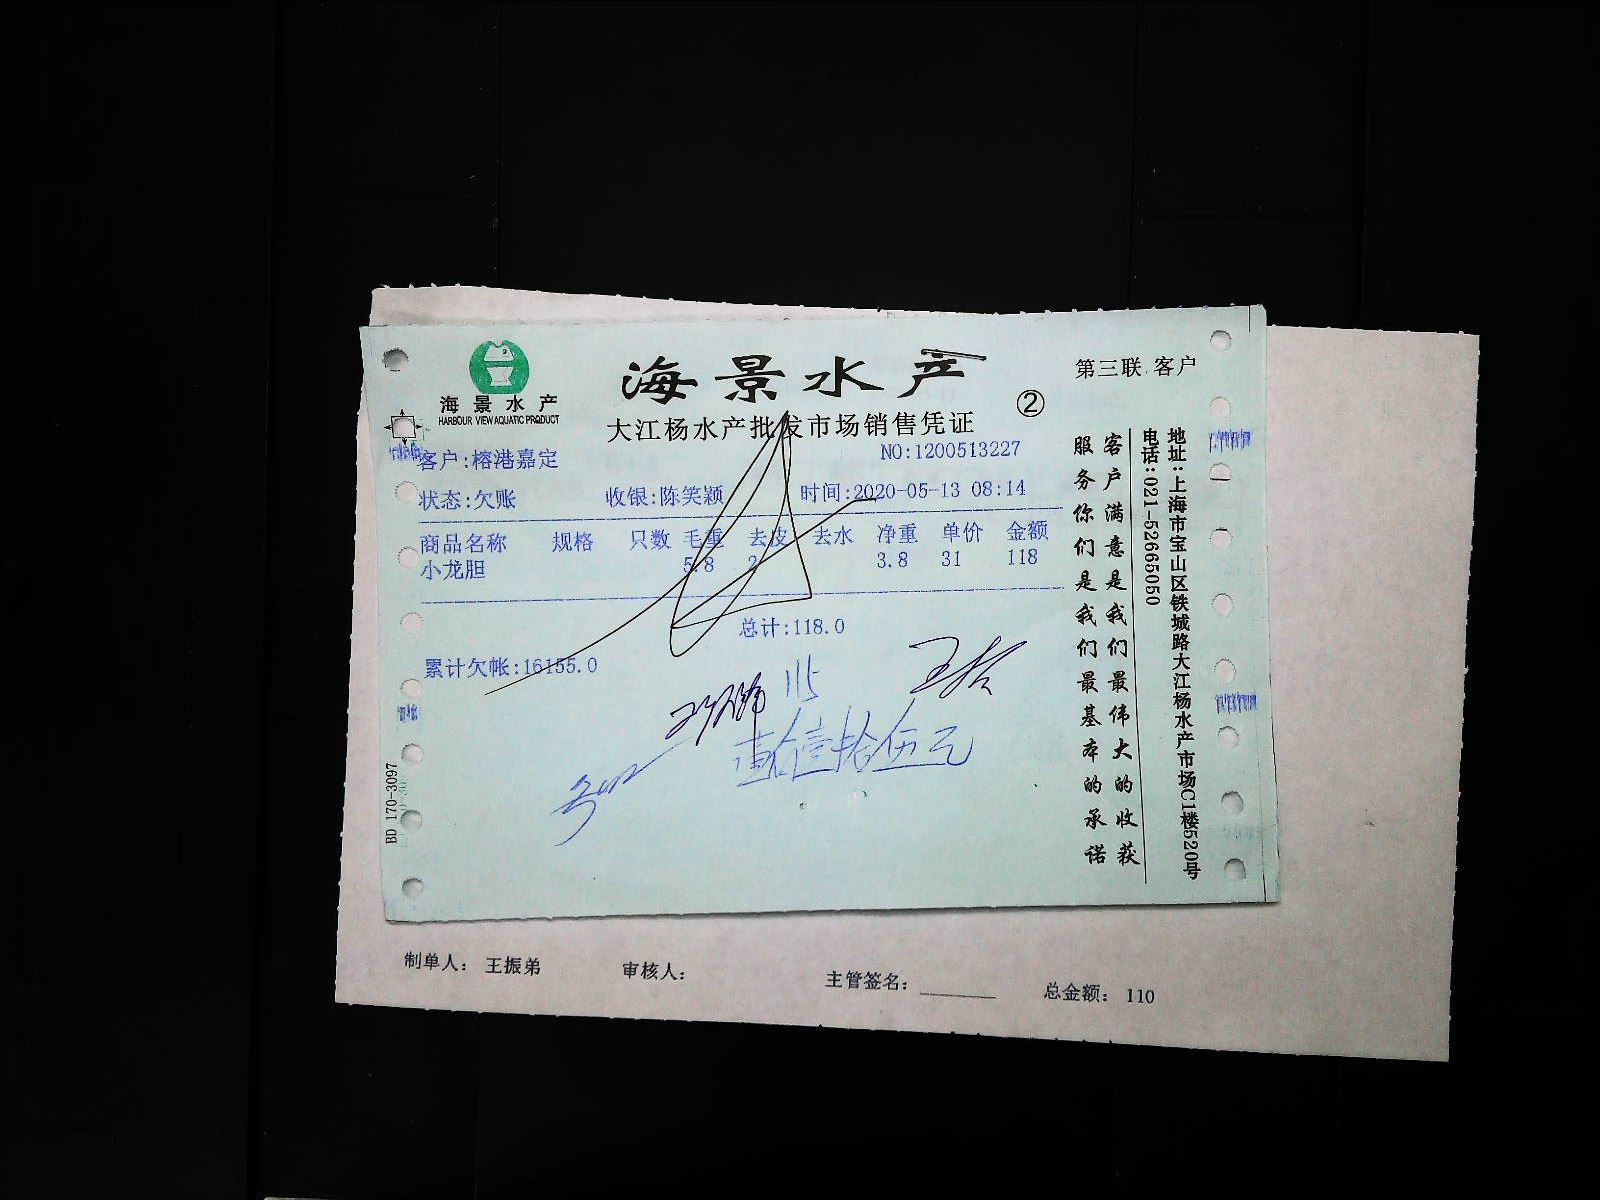 海景水产
HARBOUR VIEW AQUATIC PRODUCT
海景水产
大江杨水产批发市场销售凭证
②
第三联 客户
客户:榕港嘉定 NO:1200513227
状态:欠账 收银:陈笑颖 时间:2020-05-13 08:14
商品名称 规格 只数 毛重 去皮 去水 净重 单价 金额
小龙胆 5.8 2 3.8 31 118
总计:118.0
累计欠帐:16155.0
115
壹佰壹拾伍元
客户满意是我们最伟大的收获
服务你们是我们最基本的承诺
地址:上海市宝山区铁城路大江杨水产市场C1楼520号
电话:021-52665050
BD 170-3097
制单人: 王振弟 审核人: 主管签名: 总金额: 110